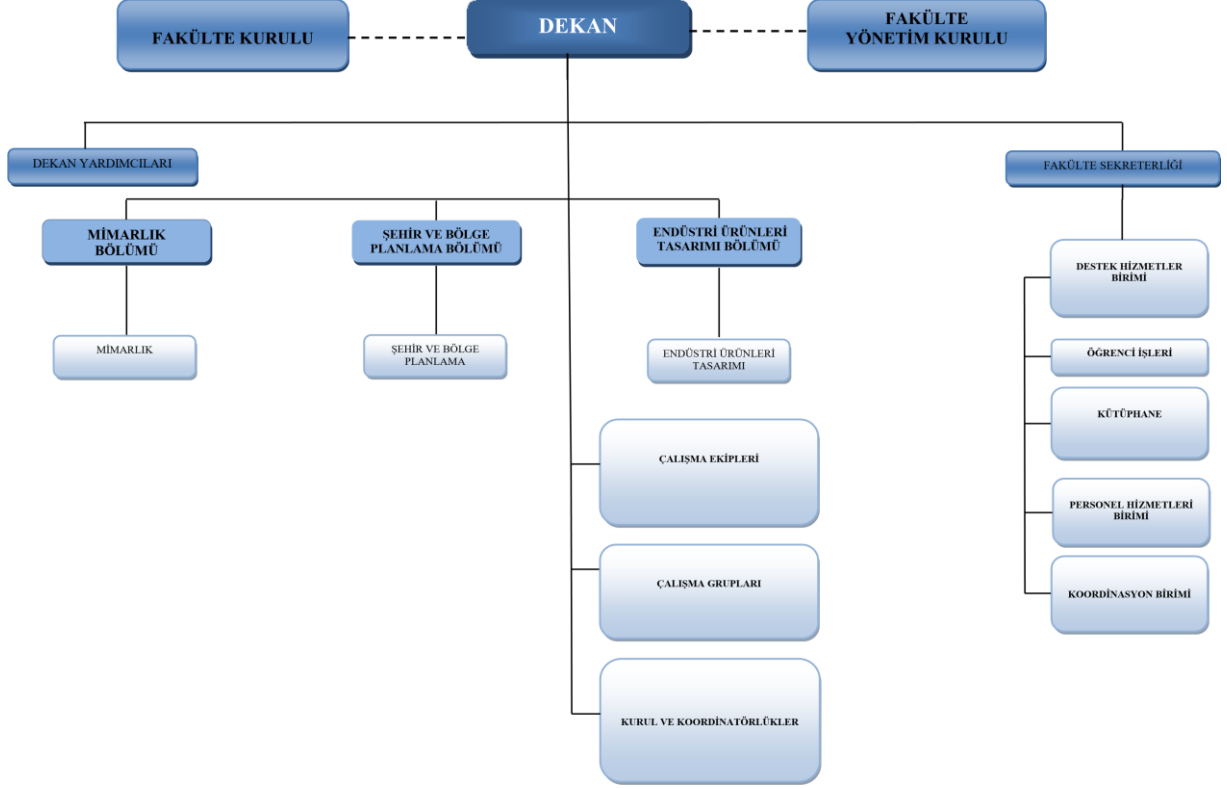 FAKÜLTE KURULU
DEKAN
FAKÜLTE
YÖNETİM KURULU
DEKAN YARDIMCILARI
FAKÜLTE SEKRETERLİĞİ
MİMARLIK
BÖLÜMÜ
ŞEHİR VE BÖLGE
PLANLAMA BÖLÜMÜ
ENDÜSTRİ ÜRÜNLERİ
TASARIMI BÖLÜMÜ
MİMARLIK
ŞEHİR VE BÖLGE
PLANLAMA
ENDÜSTRİ ÜRÜNLERİ
TASARIMI
ÇALIŞMA EKİPLERİ
ÇALIŞMA GRUPLARI
KURUL VE KOORDİNATÖRLÜKLER
DESTEK HİZMETLER
BİRİMİ
ÖĞRENCİ İŞLERİ
KÜTÜPHANE
PERSONEL HİZMETLERİ
BİRİMİ
KOORDİNASYON BİRİMİ